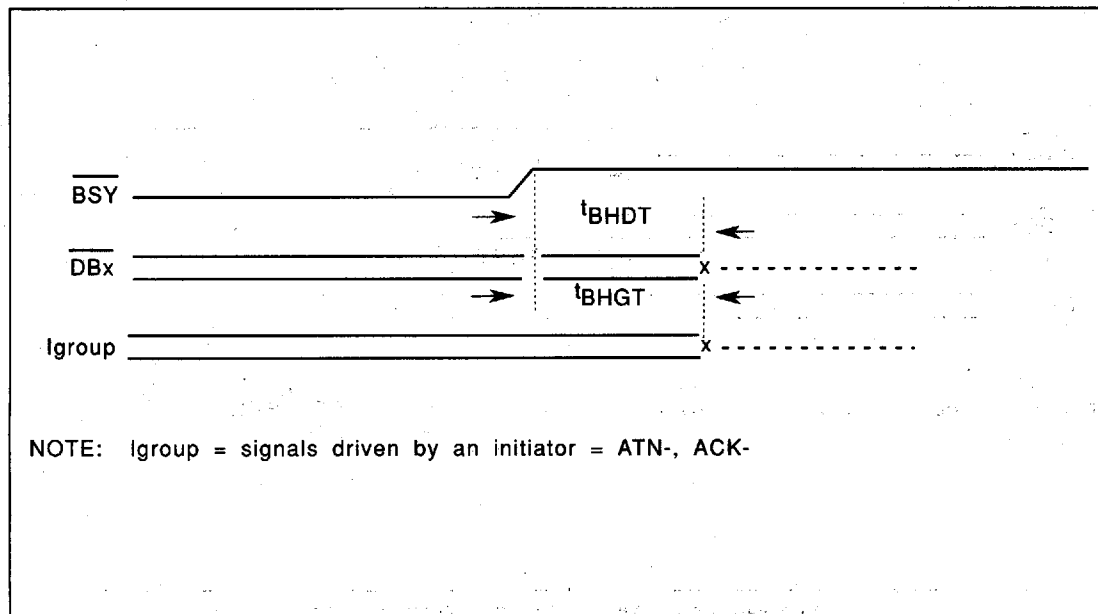 BSY
tBHDT
DBx
x
tBHGT
Igroup
x
NOTE: Igroup = signals driven by an initiator = ATN-, ACK-